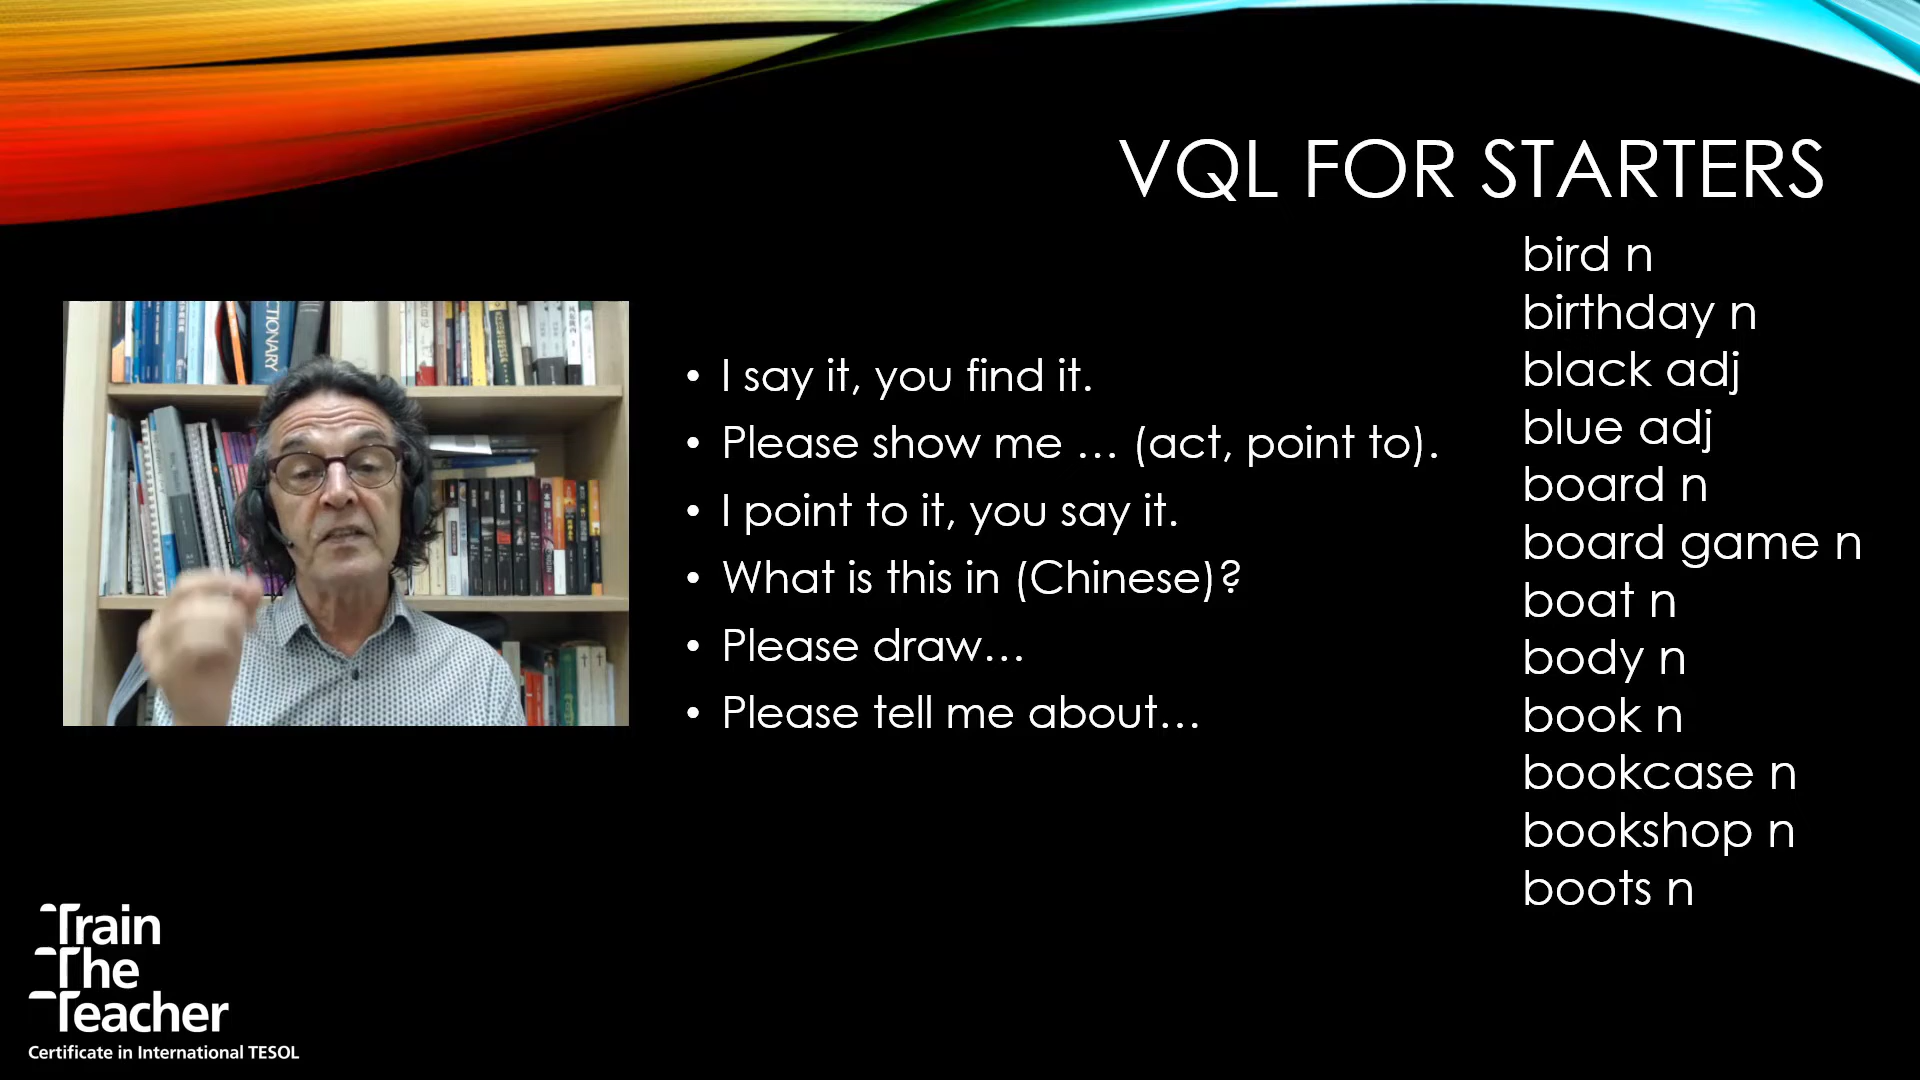 VQL FOR STARTERS
• I say it, you find it.
• Please show me … (act, point to).
• I point to it, you say it.
• What is this in (Chinese)?
• Please draw…
• Please tell me about…
bird n
birthday n
black adj
blue adj
board n
board game n
boat n
body n
book n
bookcase n
bookshop n
boots n
Train
The
Teacher
Certificate in International TESOL